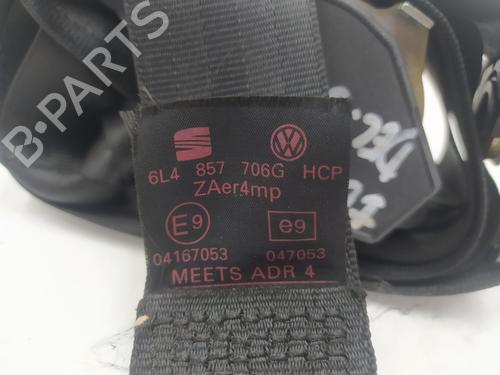 6L4 857 706G HCP
ZAer4mp
E9 e9
04167053 047053
MEETS ADR 4
B-PARTS